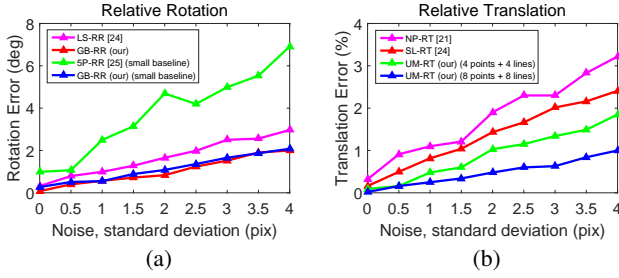 Relative Rotation
Rotation Error (deg)
8
6
4
2
0
LS-RR [24]
GB-RR (our)
5P-RR [25] (small baseline)
GB-RR (our) (small baseline)
0 0.5 1 1.5 2 2.5 3 3.5 4
Noise, standard deviation (pix)
(a)
Relative Translation
Translation Error (%)
4
3
2
1
0
NP-RT [21]
SL-RT [24]
UM-RT (our) (4 points + 4 lines)
UM-RT (our) (8 points + 8 lines)
0 0.5 1 1.5 2 2.5 3 3.5 4
Noise, standard deviation (pix)
(b)